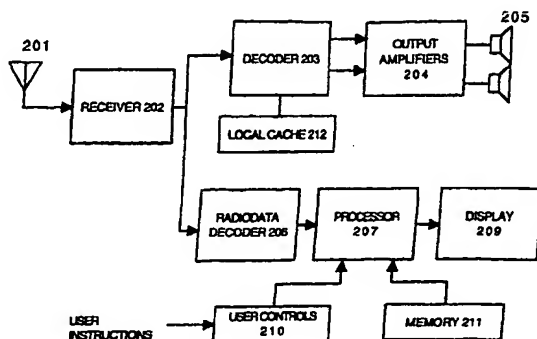 201
RECEIVER 202
DECODER 203
LOCAL CACHE 212
OUTPUT
AMPLIFIERS
204
205
RADIODATA
DECODER 206
PROCESSOR
207
DISPLAY
209
USER
INSTRUCTIONS
USER CONTROLS
210
MEMORY 211